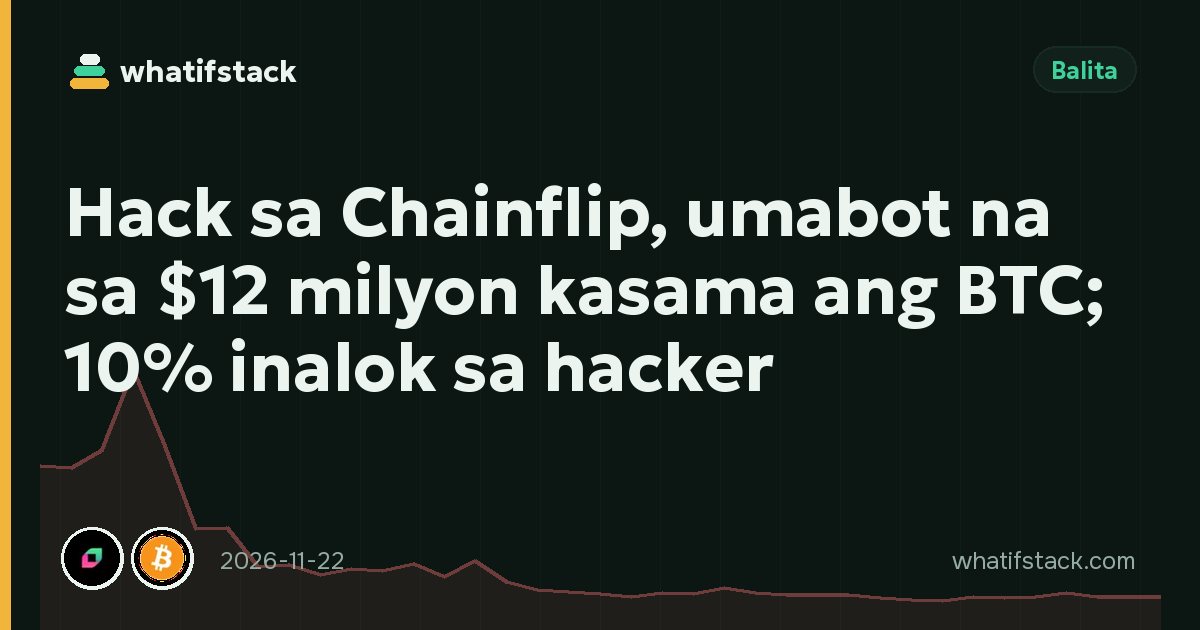 whatifstack
Balita
Hack sa Chainflip, umabot na
sa $12 milyon kasama ang BTC;
10% inalok sa hacker
2026-11-22
whatifstack.com